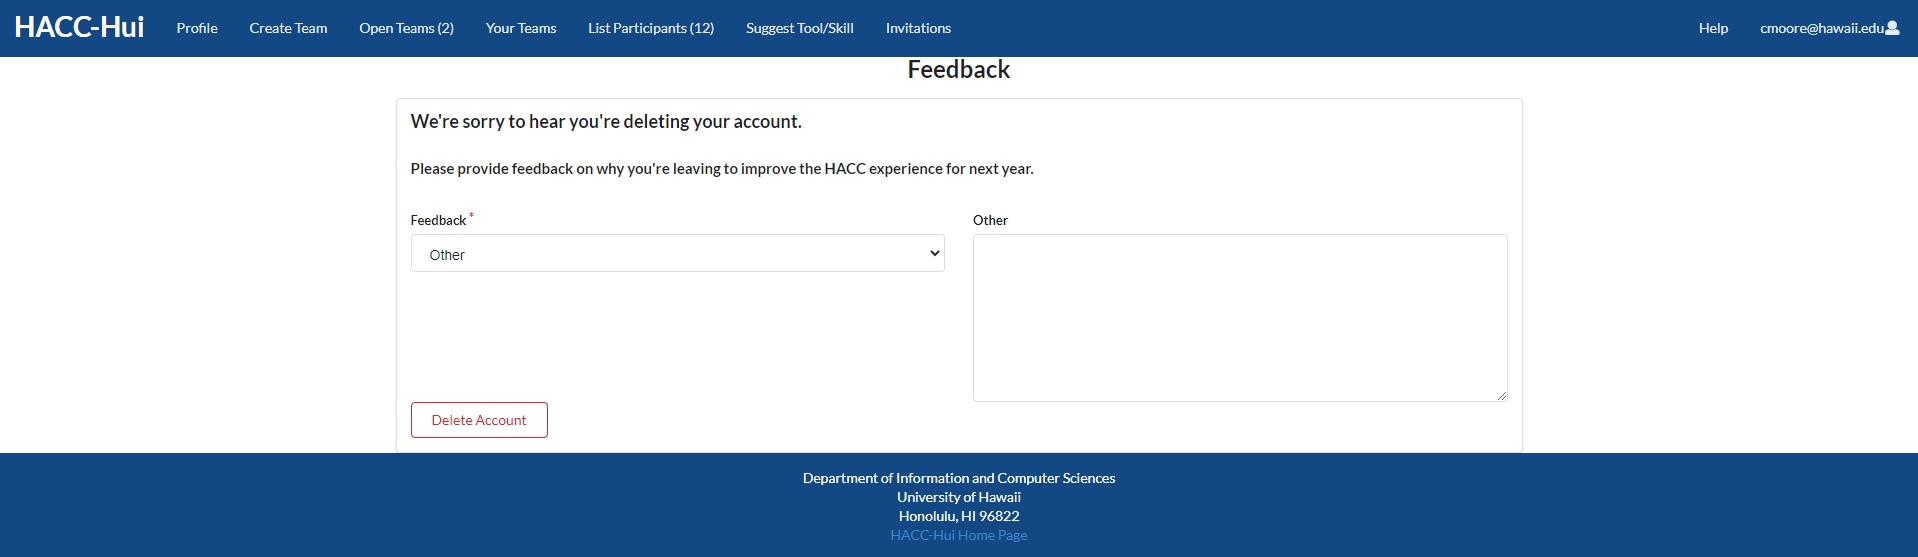 HACC-Hui Profile Create Team Open Teams (2) Your Teams List Participants (12) Suggest Tool/Skill Invitations Help cmoore@hawaii.edu
Feedback
We're sorry to hear you're deleting your account.
Please provide feedback on why you're leaving to improve the HACC experience for next year.
Feedback * Other
Other
Delete Account
Department of Information and Computer Sciences
University of Hawaii
Honolulu, HI 96822
HACC-Hui Home Page